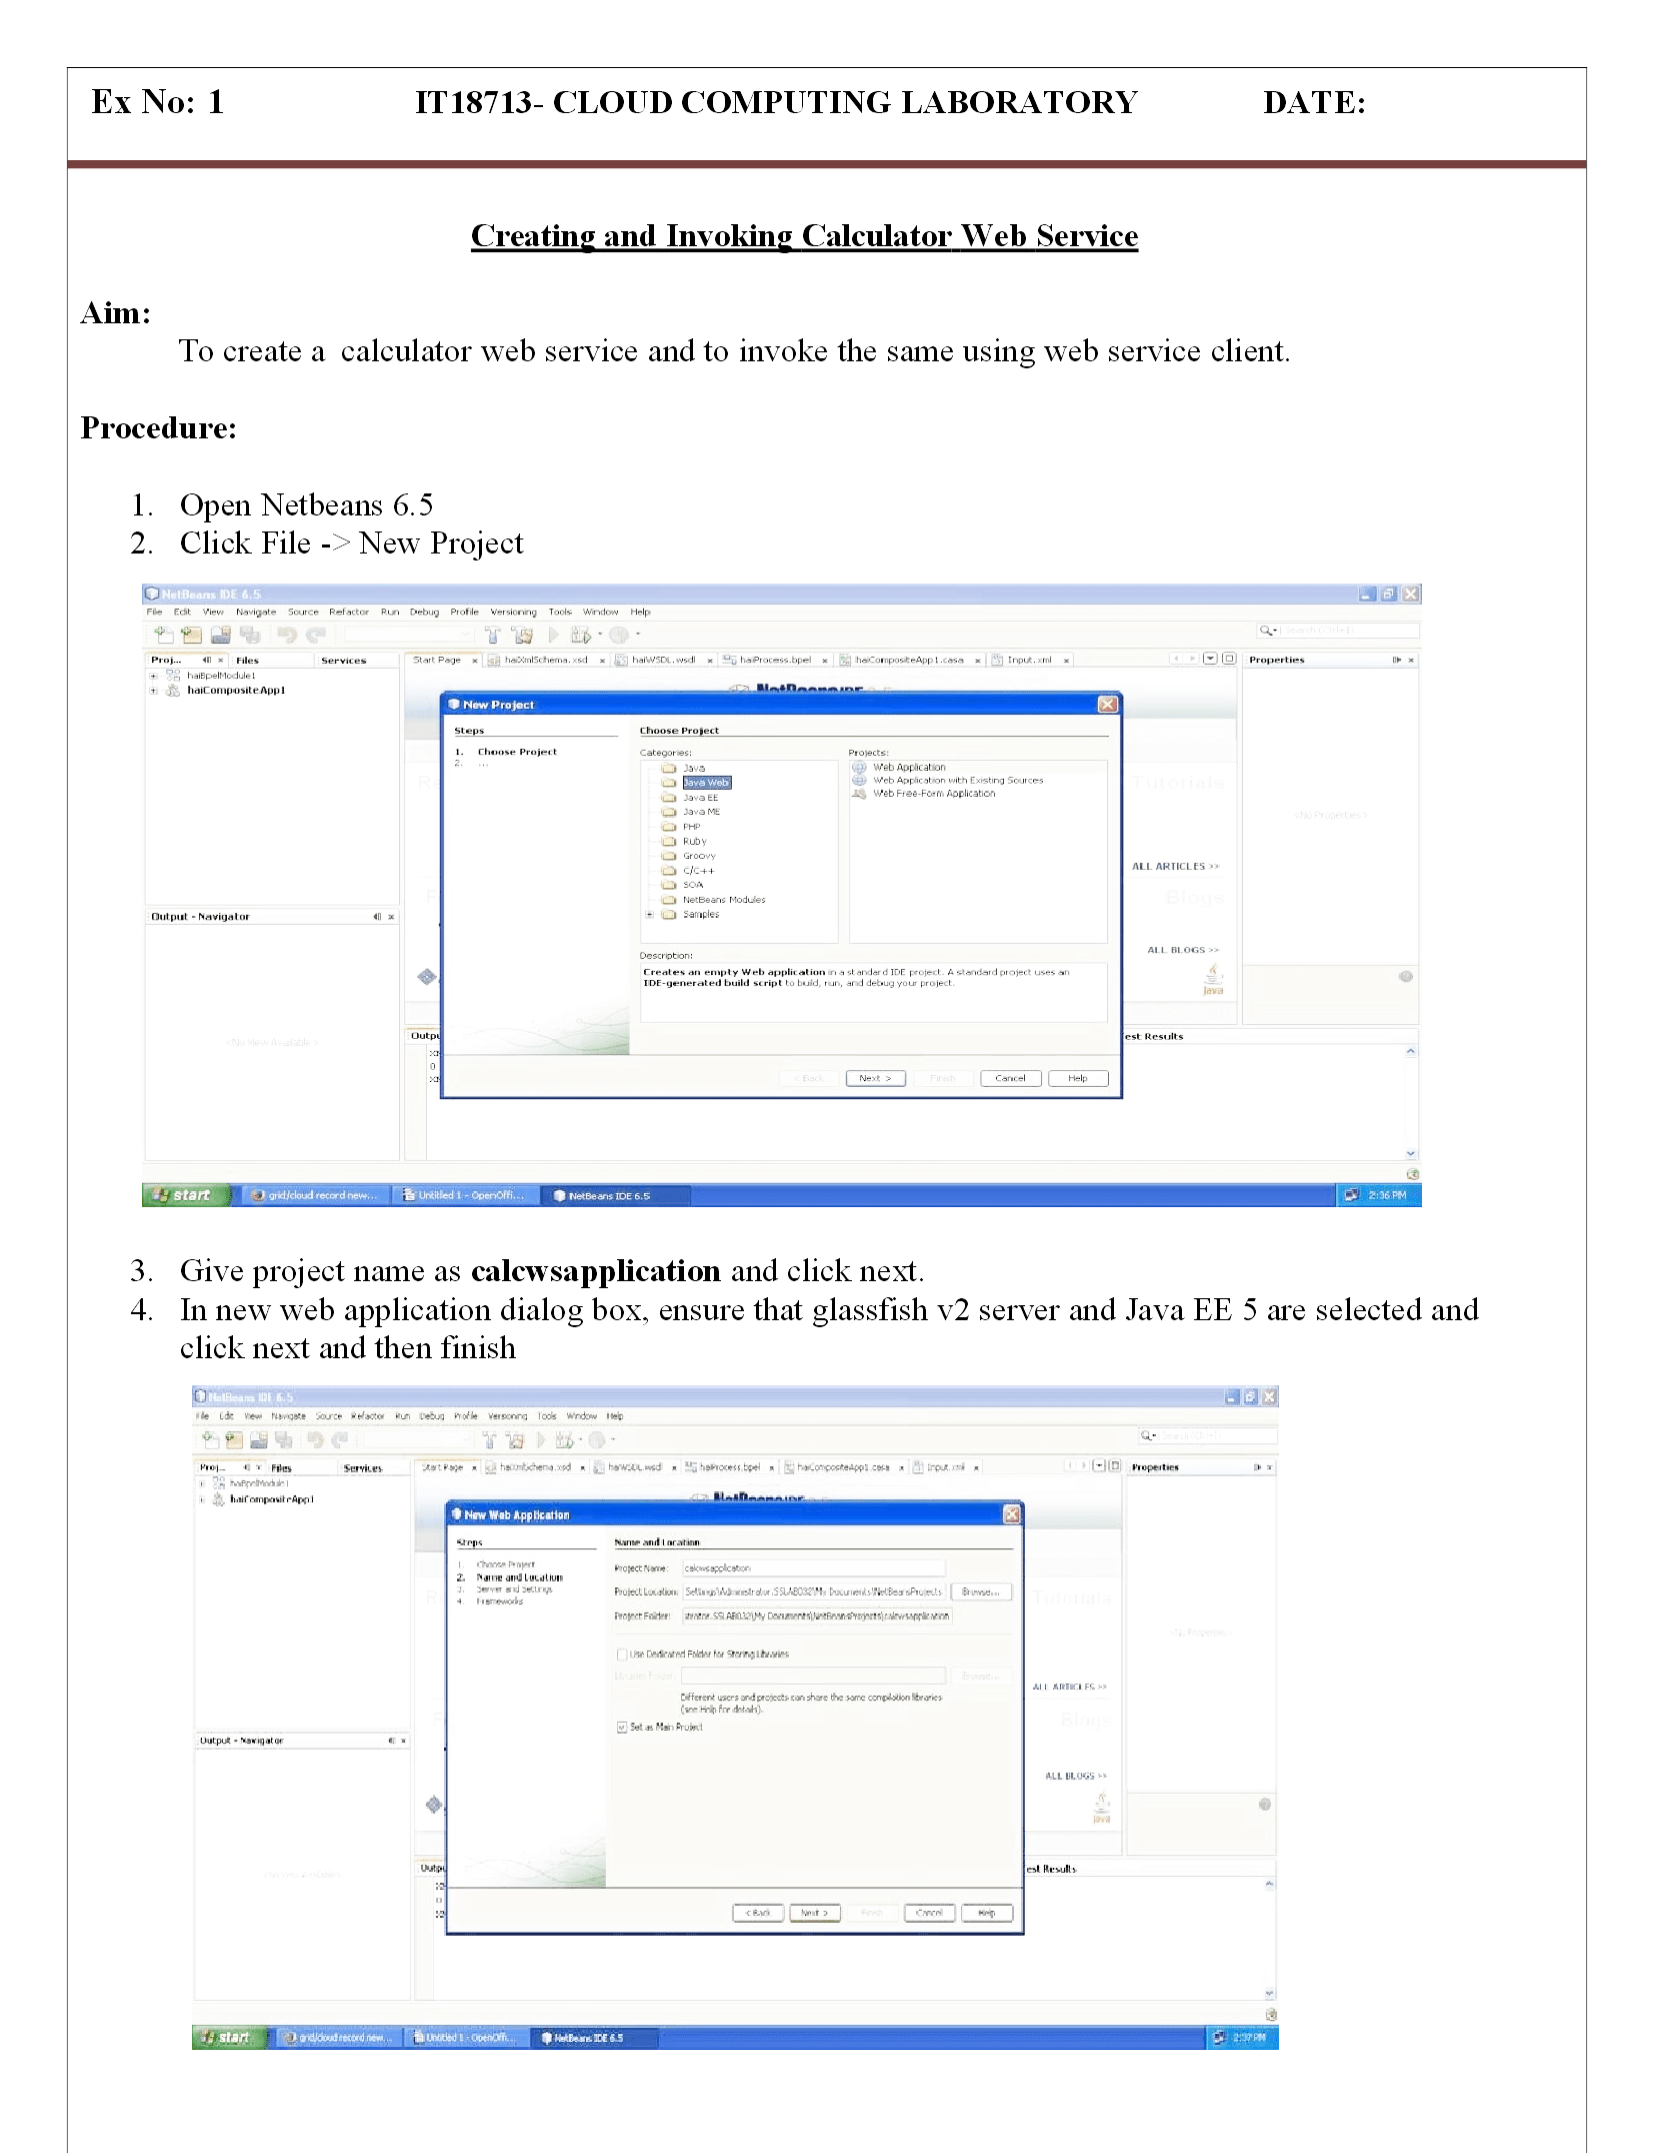 Ex No: 1 IT18713- CLOUD COMPUTING LABORATORY DATE:
Creating and Invoking Calculator Web Service
Aim:
To create a calculator web service and to invoke the same using web service client.
Procedure:
1. Open Netbeans 6.5
2. Click File -> New Project
NetBeans IDE 6.5
File Edit View Navigate Source Refactor Run Debug Profile Versioning Tools Window Help
Search (Ctrl+I)
Proj... Files Services Start Page haiXmlSchema.xsd haiWSDL.wsdl haiProcess.bpel haiCompositeApp1.casa Input.xml Properties
haiBpelModule1
haiCompositeApp1
New Project
Steps Choose Project
1. Choose Project Categories: Projects:
2. ...
Java Web Application
Java Web Web Application with Existing Sources
Java EE Web Free-Form Application
Java ME
PHP
Ruby
Groovy
C/C++
SOA
NetBeans Modules
Samples
Tutorials
<No Properties>
ALL ARTICLES >>
Blogs
Output - Navigator
ALL BLOGS >>
Java
Description:
Creates an empty Web application in a standard IDE project. A standard project uses an
IDE-generated build script to build, run, and debug your project.
<No View Available>
Outpu est Results
< Back Next > Finish Cancel Help
start grid/cloud record new... Untitled 1 - OpenOffi... NetBeans IDE 6.5 2:36 PM
3. Give project name as calcwsapplication and click next.
4. In new web application dialog box, ensure that glassfish v2 server and Java EE 5 are selected and
click next and then finish
NetBeans IDE 6.5
File Edit View Navigate Source Refactor Run Debug Profile Versioning Tools Window Help
Proj... Files Services Start Page haiXmlSchema.xsd haiWSDL.wsdl haiProcess.bpel haiCompositeApp1.casa Input.xml Properties
haiBpelModule1
haiCompositeApp1
New Web Application
Steps Name and Location
1. Choose Project
2. Name and Location
3. Server and Settings
4. Frameworks
Project Name: calcwsapplication
Project Location: Settings\Administrator.SSLAB032\My Documents\NetBeansProjects Browse...
Project Folder: strator.SSLAB032\My Documents\NetBeansProjects\calcwsapplication
Tutorials
Use Dedicated Folder for Storing Libraries
Libraries Folder: Browse...
Different users and projects can share the same compilation libraries
(see Help for details).
Set as Main Project
ALL ARTICLES >>
Blogs
Output - Navigator
ALL BLOGS >>
Java
Outpu est Results
< Back Next > Finish Cancel Help
start grid/cloud record new... Untitled 1 - OpenOffi... NetBeans IDE 6.5 2:37 PM